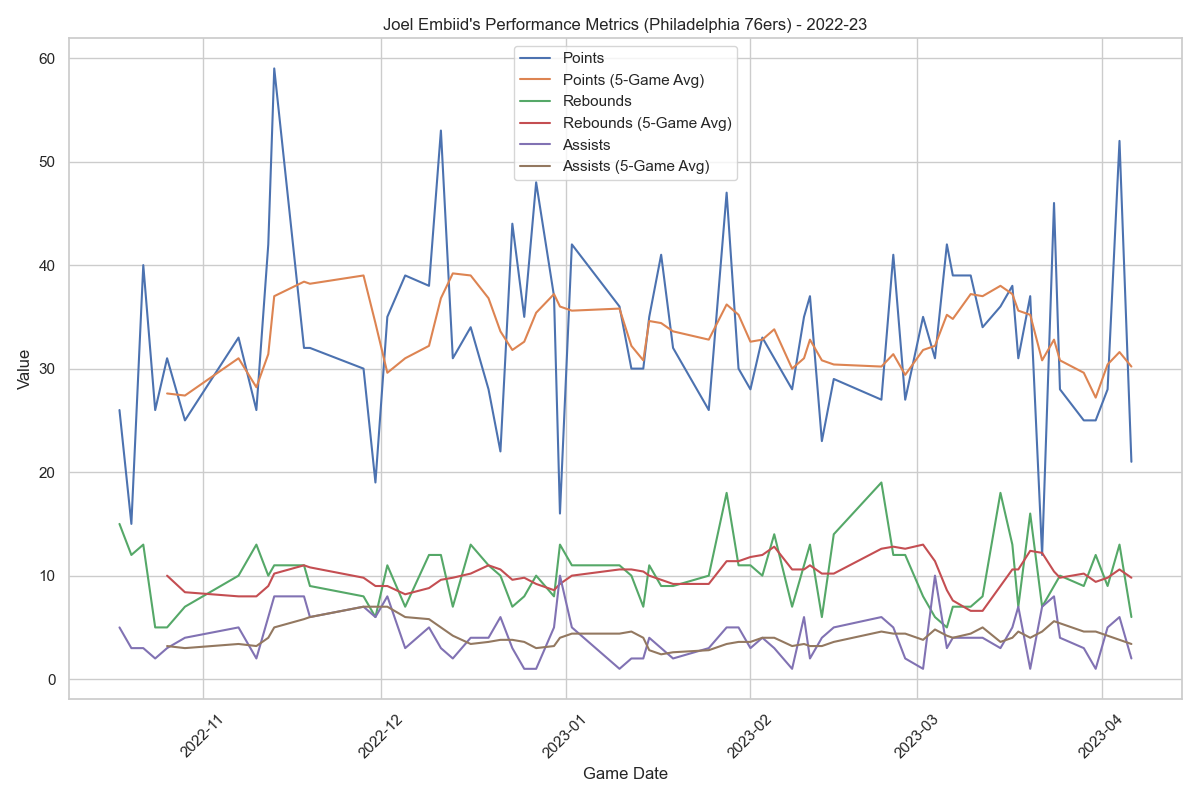 Joel Embiid's Performance Metrics (Philadelphia 76ers) - 2022-23
Points
Points (5-Game Avg)
Rebounds
Rebounds (5-Game Avg)
Assists
Assists (5-Game Avg)
Value
60
50
40
30
20
10
0
2022-11
2022-12
2023-01
2023-02
2023-03
2023-04
Game Date